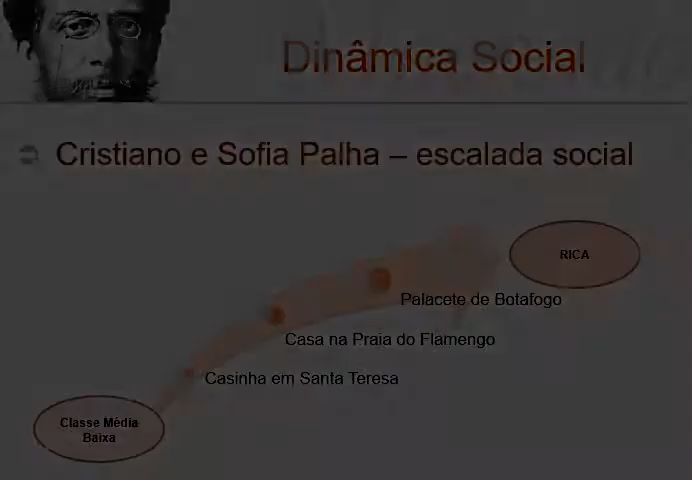 Dinâmica Social
Cristiano e Sofia Palha – escalada social
RICA
Palacete de Botafogo
Casa na Praia do Flamengo
Casinha em Santa Teresa
Classe Média
Baixa